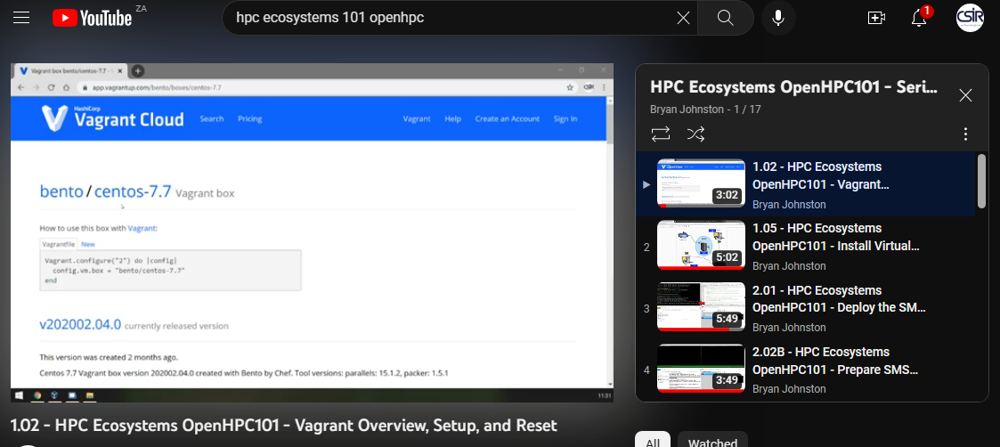 YouTube ZA
hpc ecosystems 101 openhpc
1
CSIR
Vagrant box bento/centos-7.7 -
app.vagrantup.com/bento/boxes/centos-7.7
HashiCorp
Vagrant Cloud
Search Pricing Vagrant Help Create an Account Sign In
bento/centos-7.7 Vagrant box
How to use this box with Vagrant:
Vagrantfile New
Vagrant.configure("2") do |config|
config.vm.box = "bento/centos-7.7"
end
v202002.04.0 currently released version
This version was created 2 months ago.
Centos 7.7 Vagrant box version 202002.04.0 created with Bento by Chef. Tool versions: parallels: 15.1.2, packer: 1.5.1
11:31
1.02 - HPC Ecosystems OpenHPC101 - Vagrant Overview, Setup, and Reset
HPC Ecosystems OpenHPC101 - Seri...
Bryan Johnston - 1 / 17
3:02
1.02 - HPC Ecosystems
OpenHPC101 - Vagrant...
Bryan Johnston
2
5:02
1.05 - HPC Ecosystems
OpenHPC101 - Install Virtual...
Bryan Johnston
3
5:49
2.01 - HPC Ecosystems
OpenHPC101 - Deploy the SM...
Bryan Johnston
4
3:49
2.02B - HPC Ecosystems
OpenHPC101 - Prepare SMS...
Bryan Johnston
All Watched